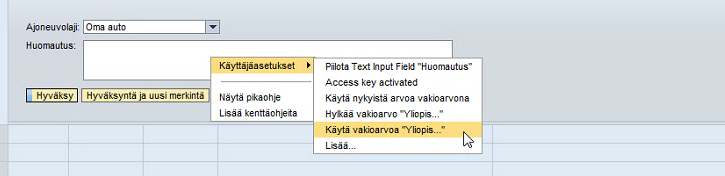 Ajoneuvolaji: Oma auto
Huomautus:
Käyttäjäasetukset
Näytä pikaohje
Lisää kenttäohjeita
Piilota Text Input Field "Huomautus"
Access key activated
Käytä nykyistä arvoa vakioarvona
Hylkää vakioarvo "Yliopis..."
Käytä vakioarvoa "Yliopis..."
Lisää...
Hyväksy Hyväksyntä ja uusi merkintä